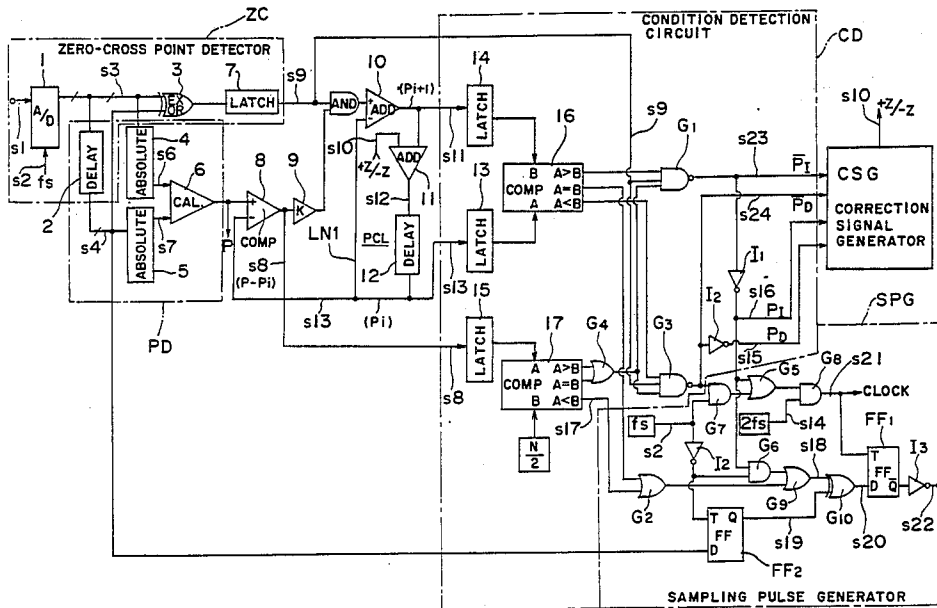 ZC
ZERO-CROSS POINT DETECTOR
CONDITION DETECTION
CIRCUIT
CD
1
s3
3
7
s9
10
(Pi+1)
14
s1
A/D
EX
OR
LATCH
AND
ADD
LATCH
s11
s2
fs
2
DELAY
ABSOLUTE
4
s6
6
CAL.
s4
s7
ABSOLUTE
5
PD
P
8
COMP
s8
(P-Pi)
9
K
LN1
s10
+Z/-Z
ADD
11
s12
PCL
DELAY
12
s13
(Pi)
13
LATCH
s13
15
LATCH
s8
16
B A>B
COMP A=B
A A<B
G1
s9
s23
P̄I
s24
P̄D
s10
+Z/-Z
CSG
CORRECTION
SIGNAL
GENERATOR
I1
s16
PI
I2
PD
s15
SPG
17
A A>B
COMP A=B
B A<B
N/2
G4
G3
s17
G7
G5
G8
s21
CLOCK
fs
s2
2fs
s14
I2
G6
s18
FF1
T
FF
D Q̄
I3
s22
G2
G9
G10
s20
T Q
FF
D
s19
FF2
SAMPLING PULSE GENERATOR